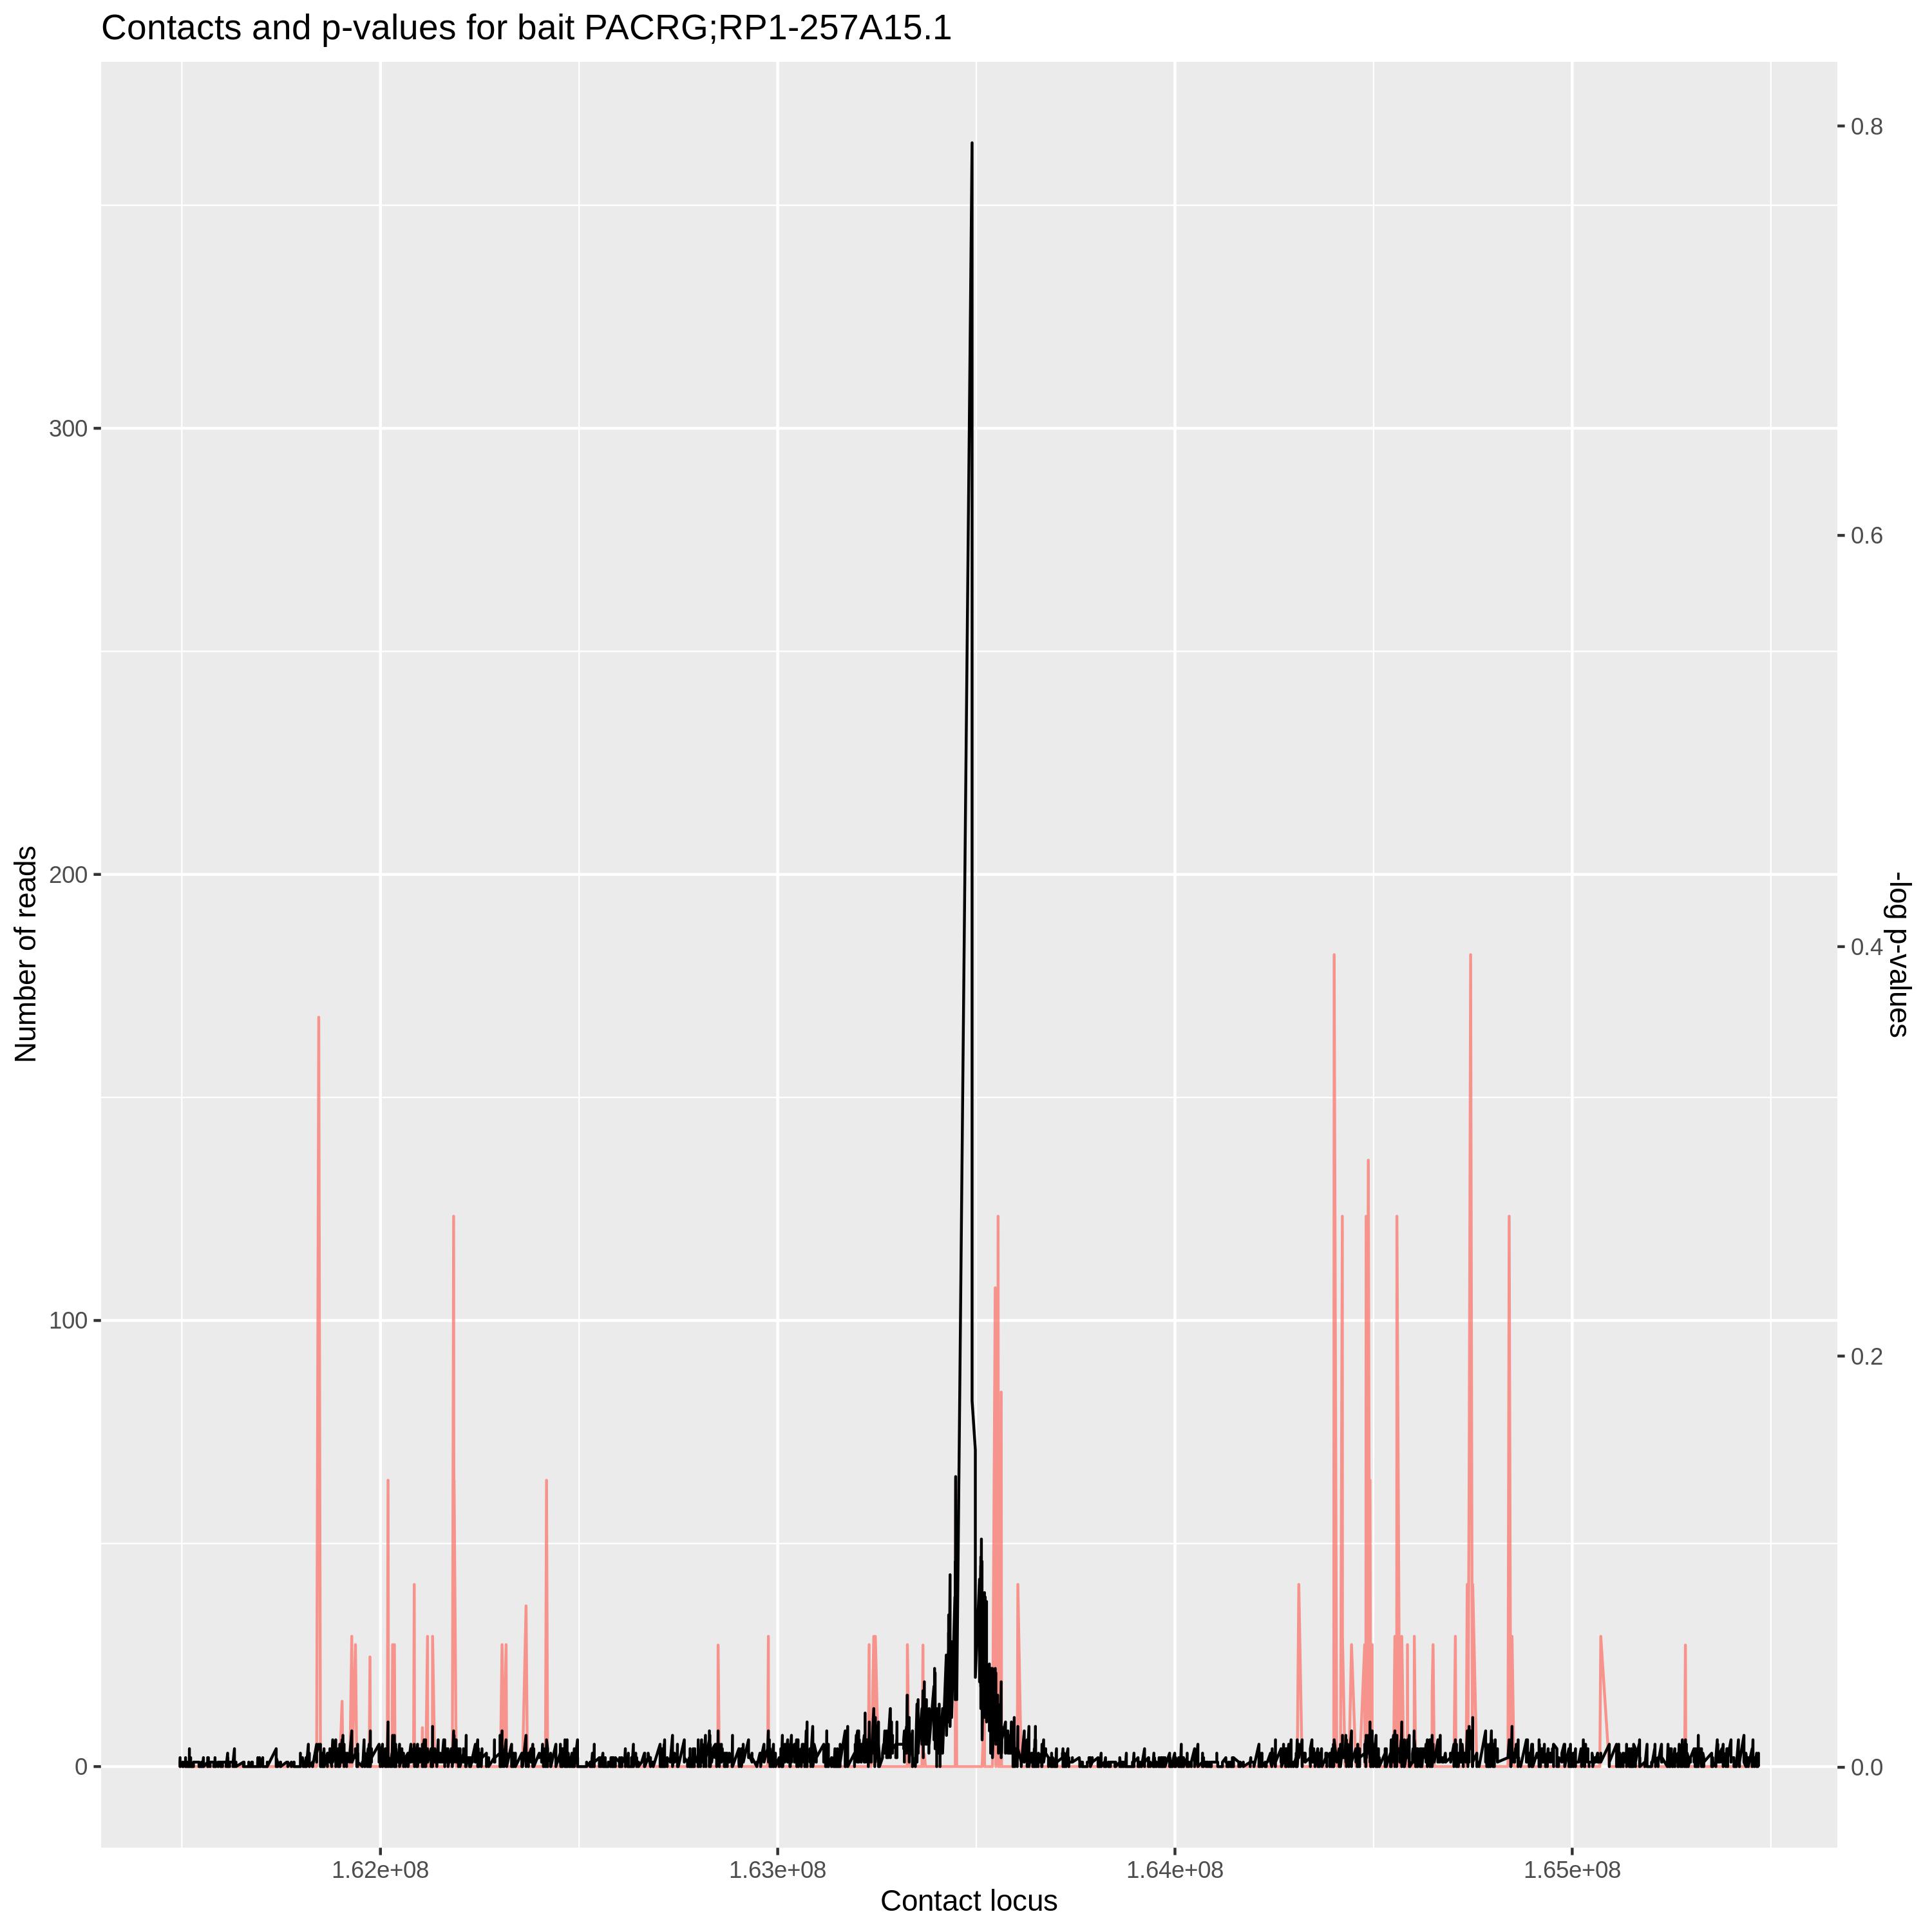 Contacts and p-values for bait PACRG;RP1-257A15.1
Number of reads
300
200
100
0
0.8
0.6
0.4
0.2
0.0
-log p-values
1.62e+08
1.63e+08
1.64e+08
1.65e+08
Contact locus